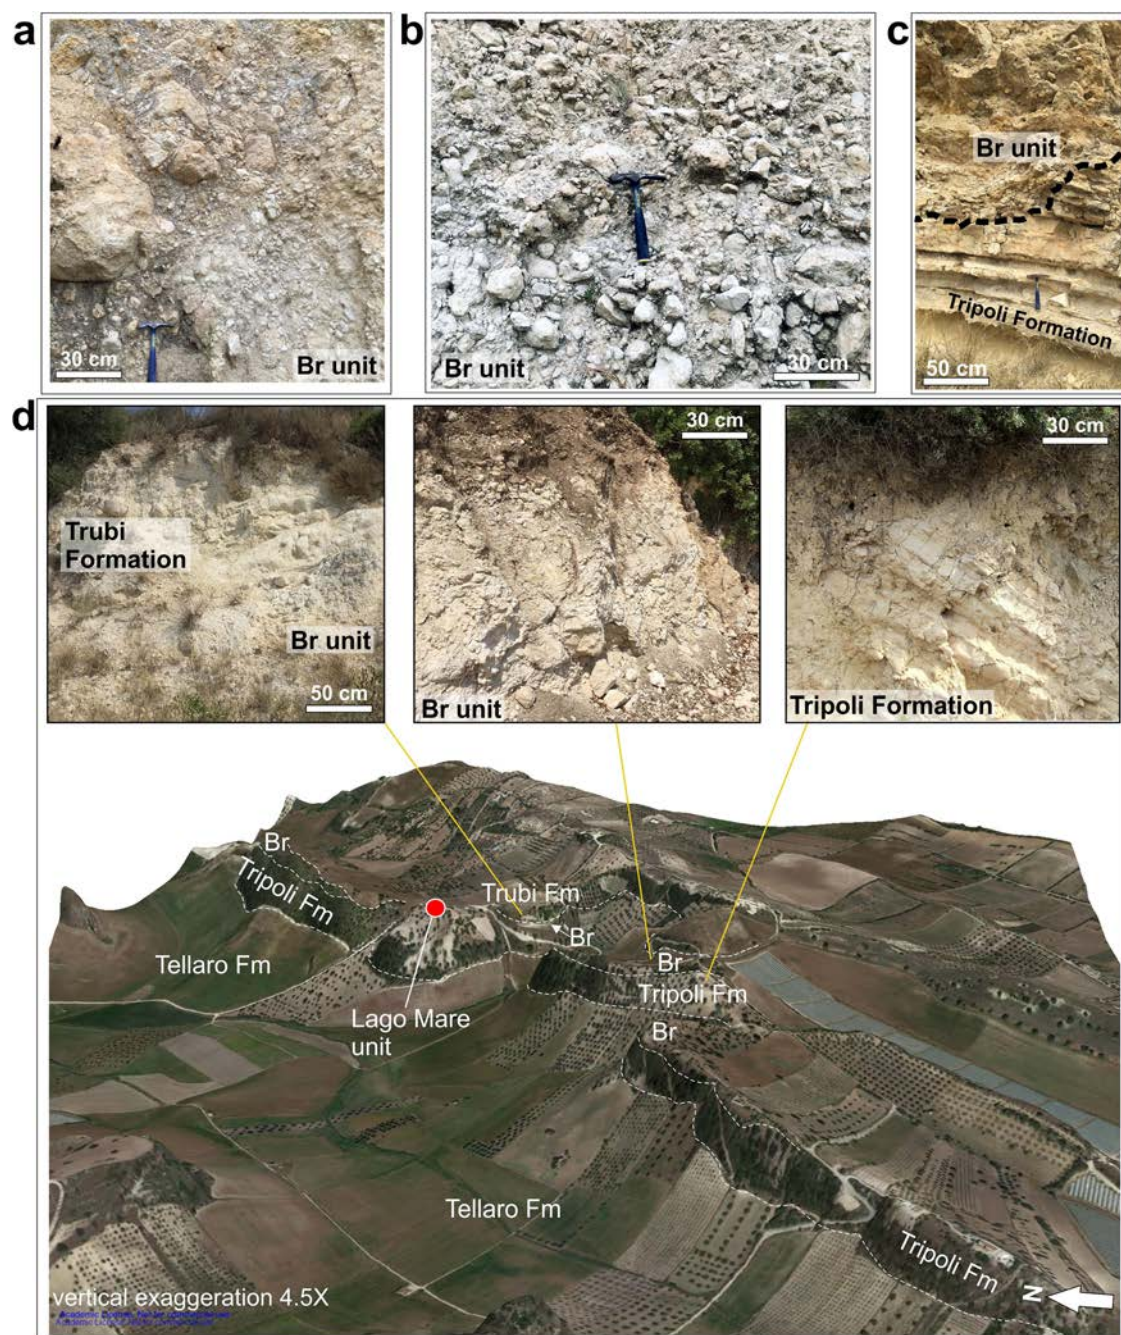 a
30 cm
Br unit
b
Br unit
30 cm
c
Br unit
Tripoli Formation
50 cm
d
Trubi
Formation
Br unit
50 cm
30 cm
Br unit
30 cm
Tripoli Formation
Br
Tripoli Fm
Trubi Fm
Br
Br
Tellaro Fm
Tripoli Fm
Lago Mare
unit
Br
Tellaro Fm
Tripoli Fm
N
vertical exaggeration 4.5X